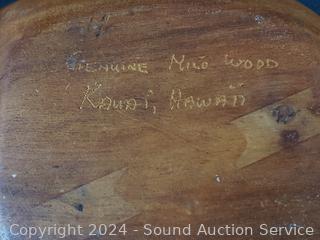 GENUINE MILO WOOD
KAUAI, HAWAII
Copyright 2024 - Sound Auction Service